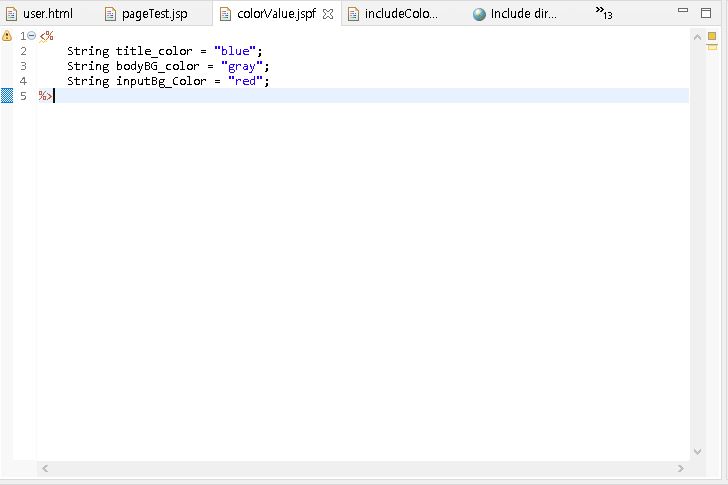 user.html pageTest.jsp colorValue.jspf includeColo... Include dir... »13
1 <%
2 String title_color = "blue";
3 String bodyBG_color = "gray";
4 String inputBg_Color = "red";
5 %>